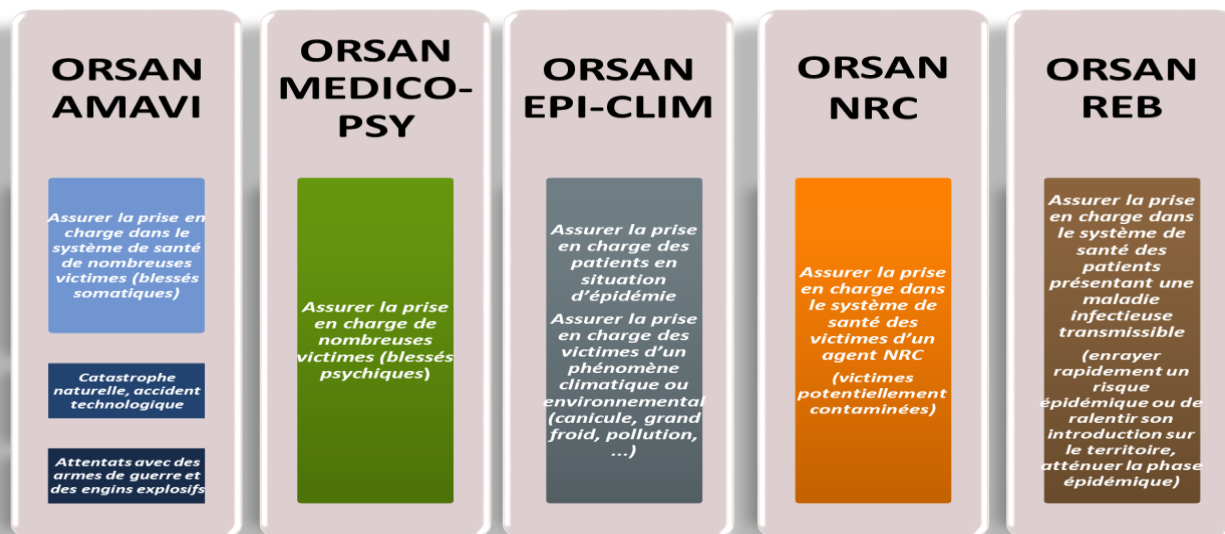 ORSAN
AMAVI
Assurer la prise en
charge dans le
système de santé
de nombreuses
victimes (blessés
somatiques)
Catastrophe
naturelle, accident
technologique
Attentats avec des
armes de guerre et
des engins explosifs
ORSAN
MEDICO-
PSY
Assurer la prise
en charge de
nombreuses
victimes (blessés
psychiques)
ORSAN
EPI-CLIM
Assurer la prise
en charge des
patients en
situation
d’épidémie
Assurer la prise
en charge des
victimes d’un
phénomène
climatique ou
environnemental
(canicule, grand
froid, pollution,
...)
ORSAN
NRC
Assurer la prise
en charge dans
le système de
santé des
victimes d’un
agent NRC
(victimes
potentiellement
contaminées)
ORSAN
REB
Assurer la prise
en charge dans
le système de
santé des
patients
présentant une
maladie
infectieuse
transmissible
(enrayer
rapidement un
risque
épidémique ou de
ralentir son
introduction sur
le territoire,
atténuer la phase
épidémique)